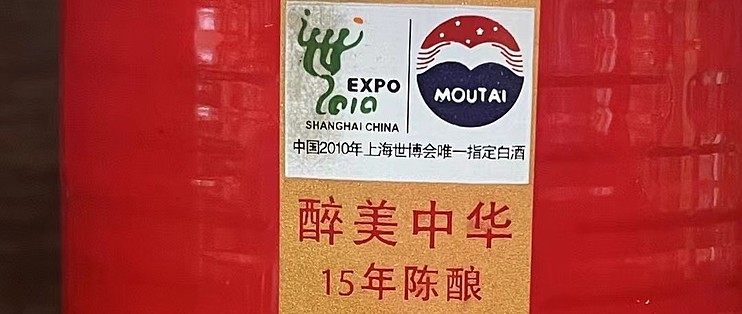 EXPO
2010
SHANGHAI CHINA
MOUTAI
中国2010年上海世博会唯一指定白酒
醉美中华
15年陈酿